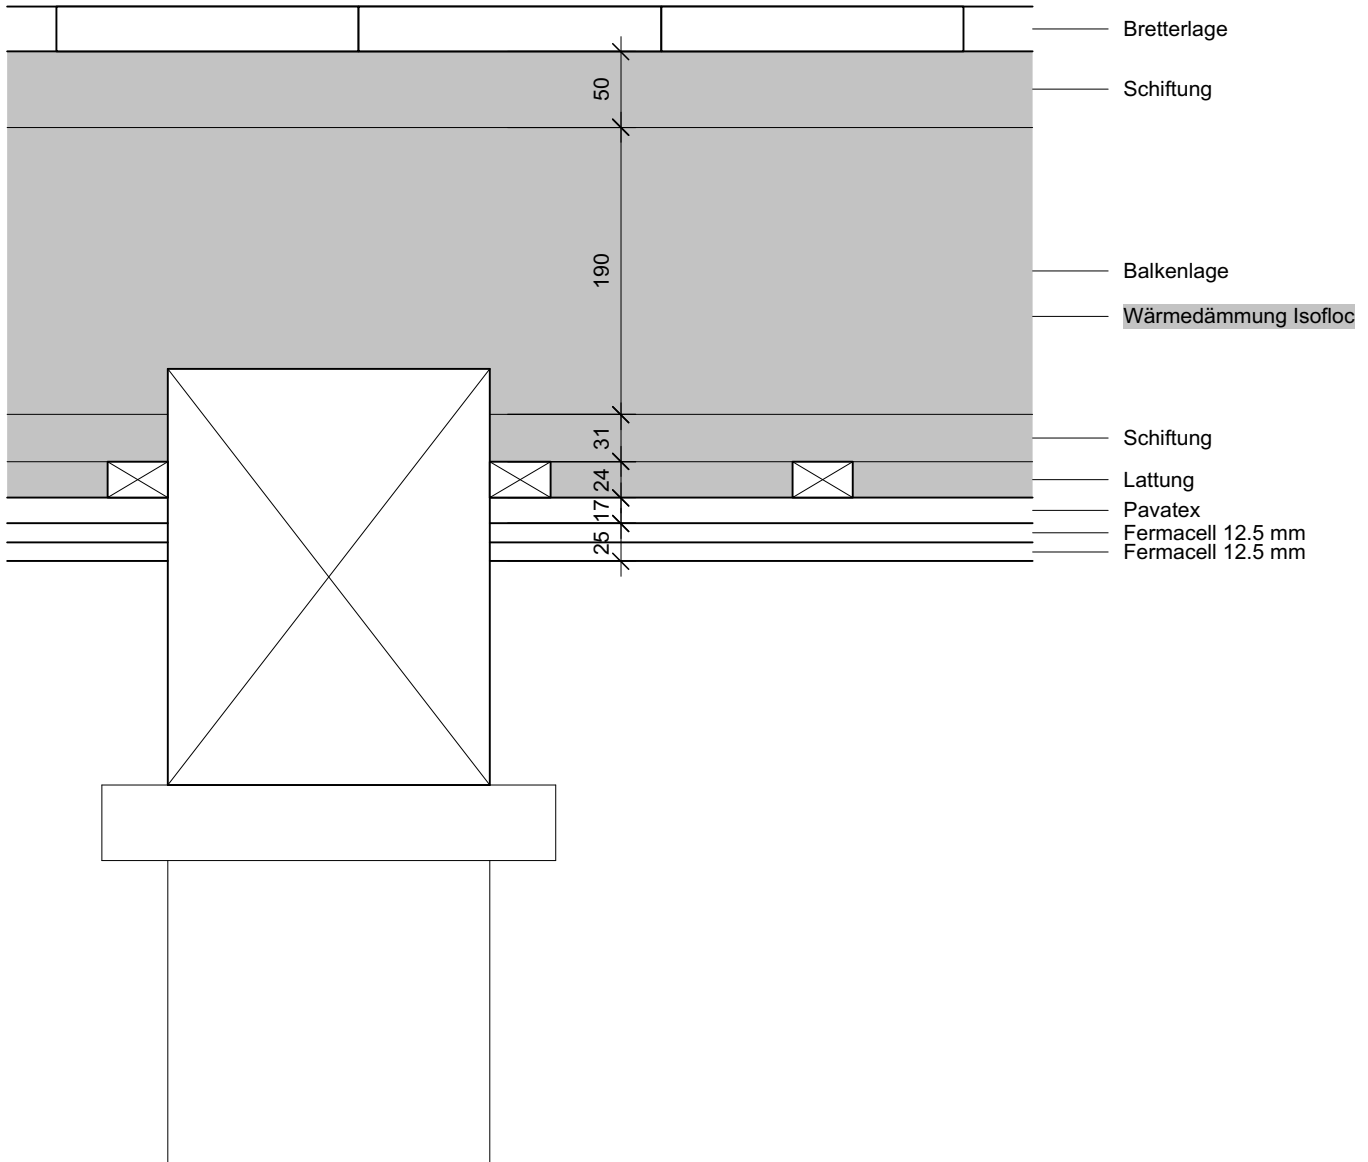 Bretterlage
50
Schiftung
190
Balkenlage
Wärmedämmung Isofloc
31
Schiftung
24
Lattung
17
Pavatex
25
Fermacell 12.5 mm
Fermacell 12.5 mm